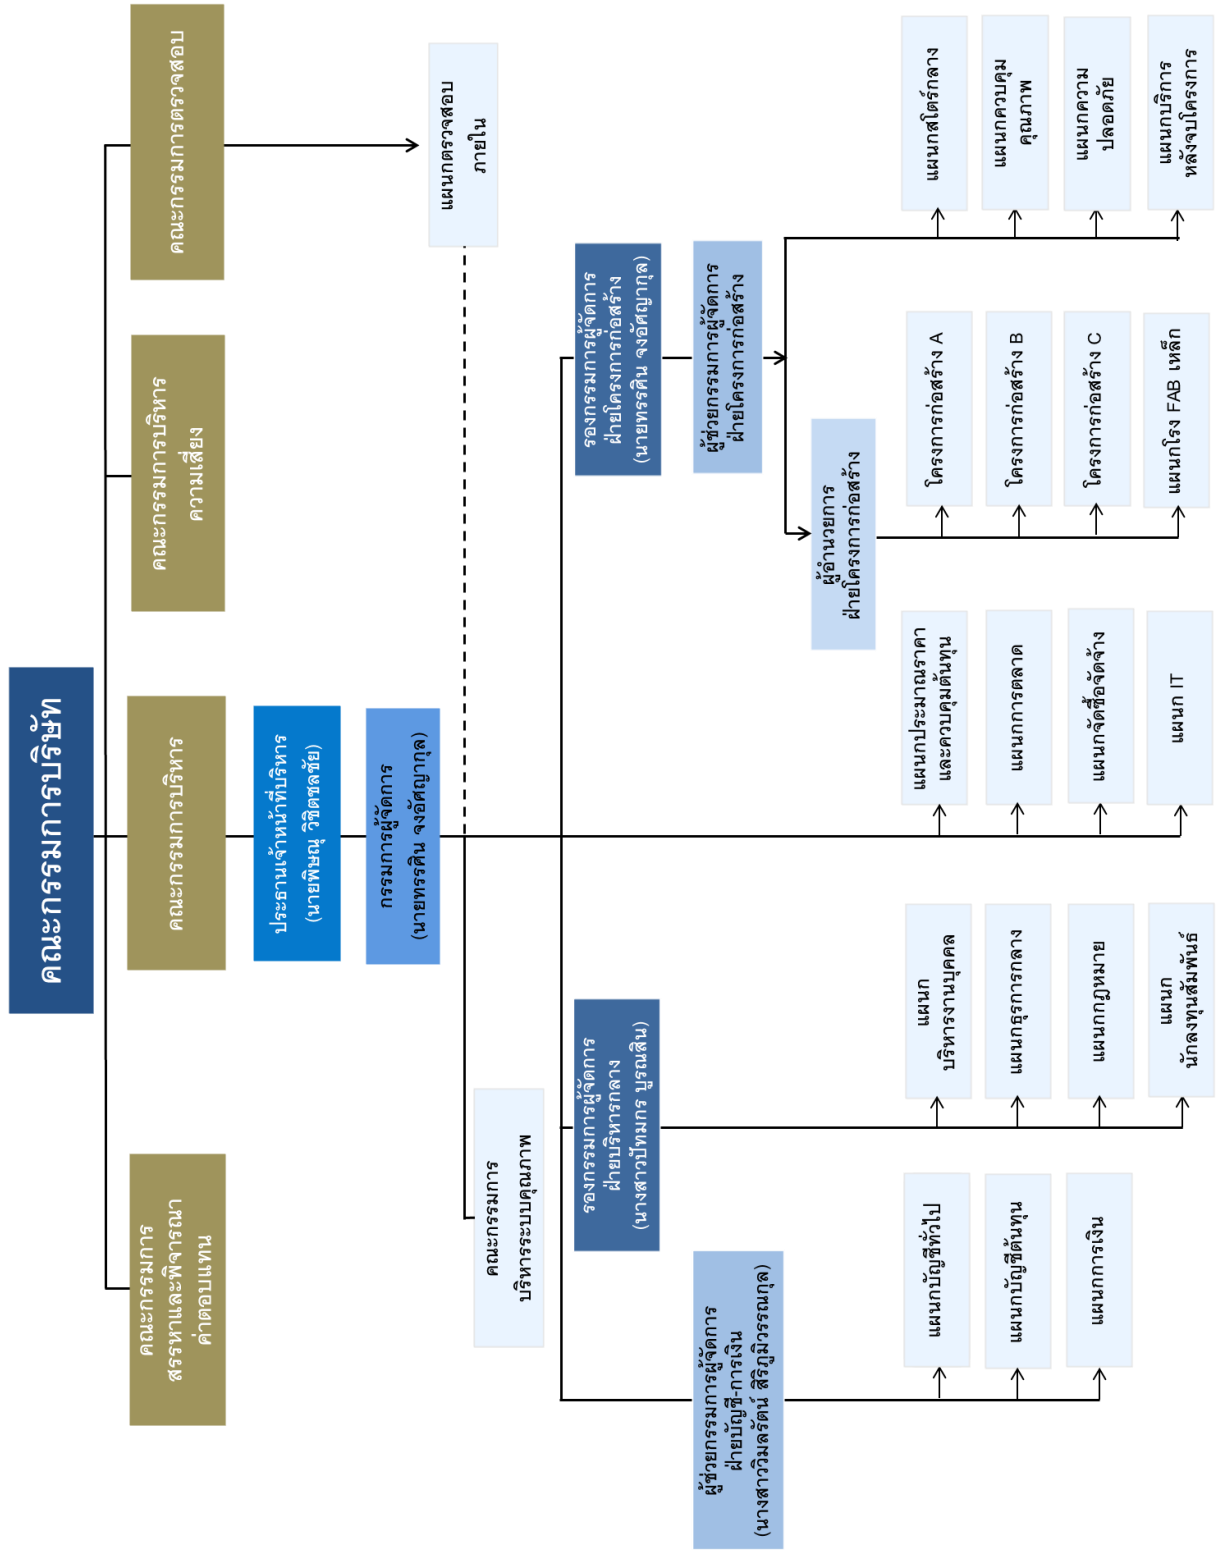 คณะกรรมการบริษัท
คณะกรรมการ
สรรหาและพิจารณา
ค่าตอบแทน
คณะกรรมการบริหาร
คณะกรรมการบริหาร
ความเสี่ยง
คณะกรรมการตรวจสอบ
ประธานเจ้าหน้าที่บริหาร
(นายพิษณุ วิชิตชลชัย)
กรรมการผู้จัดการ
(นายทรรศิน จงอัศญากุล)
แผนกตรวจสอบ
ภายใน
คณะกรรมการ
บริหารระบบคุณภาพ
รองกรรมการผู้จัดการ
ฝ่ายบริหารกลาง
(นางสาวปัทมกร บูรณสิน)
รองกรรมการผู้จัดการ
ฝ่ายโครงการก่อสร้าง
(นายทรรศิน จงอัศญากุล)
ผู้ช่วยกรรมการผู้จัดการ
ฝ่ายบัญชี-การเงิน
(นางสาววิมลรัตน์ สิริภูมิวรรณกุล)
ผู้ช่วยกรรมการผู้จัดการ
ฝ่ายโครงการก่อสร้าง
ผู้อำนวยการ
ฝ่ายโครงการก่อสร้าง
แผนกบัญชีทั่วไป
แผนกบัญชีต้นทุน
แผนกการเงิน
แผนก
บริหารงานบุคคล
แผนกธุรการกลาง
แผนกกฎหมาย
แผนก
นักลงทุนสัมพันธ์
แผนกประมาณราคา
และควบคุมต้นทุน
แผนกการตลาด
แผนกจัดซื้อจัดจ้าง
แผนก IT
โครงการก่อสร้าง A
โครงการก่อสร้าง B
โครงการก่อสร้าง C
แผนกโรง FAB เหล็ก
แผนกสโตร์กลาง
แผนกควบคุม
คุณภาพ
แผนกความ
ปลอดภัย
แผนกบริการ
หลังจบโครงการ